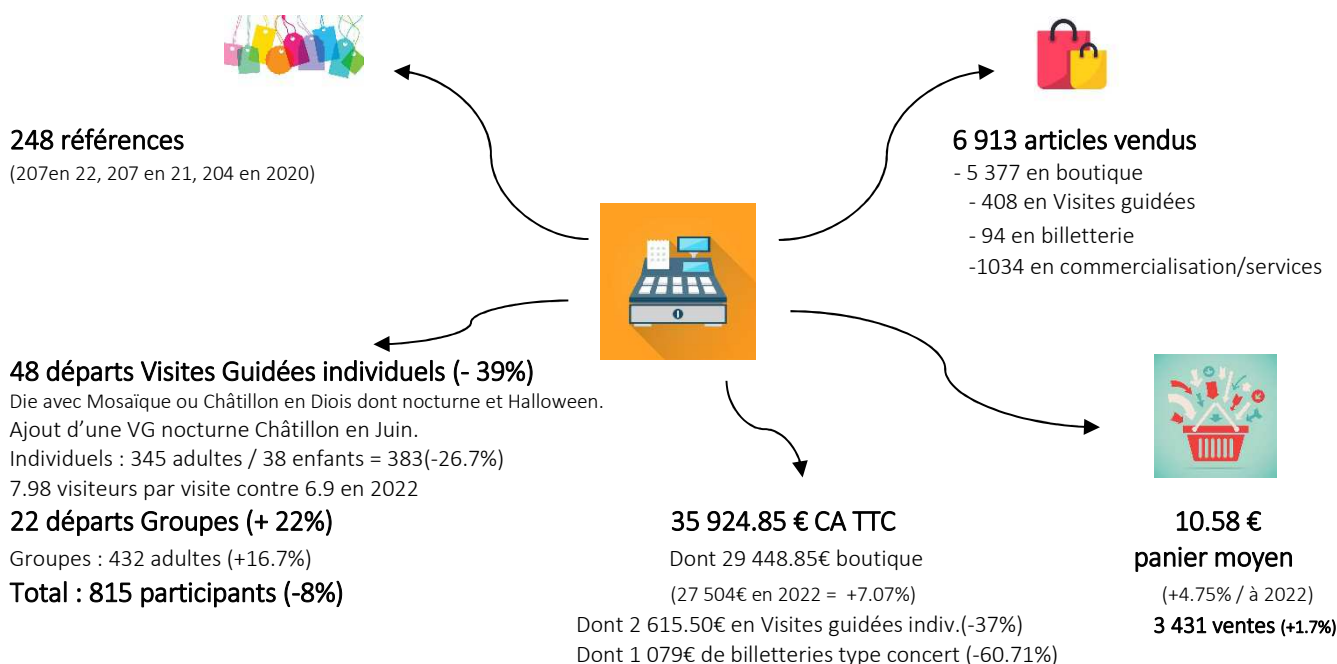 248 références
(207en 22, 207 en 21, 204 en 2020)
6 913 articles vendus
- 5 377 en boutique
- 408 en Visites guidées
- 94 en billetterie
-1034 en commercialisation/services
48 départs Visites Guidées individuels (- 39%)
Die avec Mosaïque ou Châtillon en Diois dont nocturne et Halloween.
Ajout d’une VG nocturne Châtillon en Juin.
Individuels : 345 adultes / 38 enfants = 383(-26.7%)
7.98 visiteurs par visite contre 6.9 en 2022
22 départs Groupes (+ 22%)
Groupes : 432 adultes (+16.7%)
Total : 815 participants (-8%)
35 924.85 € CA TTC
Dont 29 448.85€ boutique
(27 504€ en 2022 = +7.07%)
Dont 2 615.50€ en Visites guidées indiv.(-37%)
Dont 1 079€ de billetteries type concert (-60.71%)
10.58 €
panier moyen
(+4.75% / à 2022)
3 431 ventes (+1.7%)